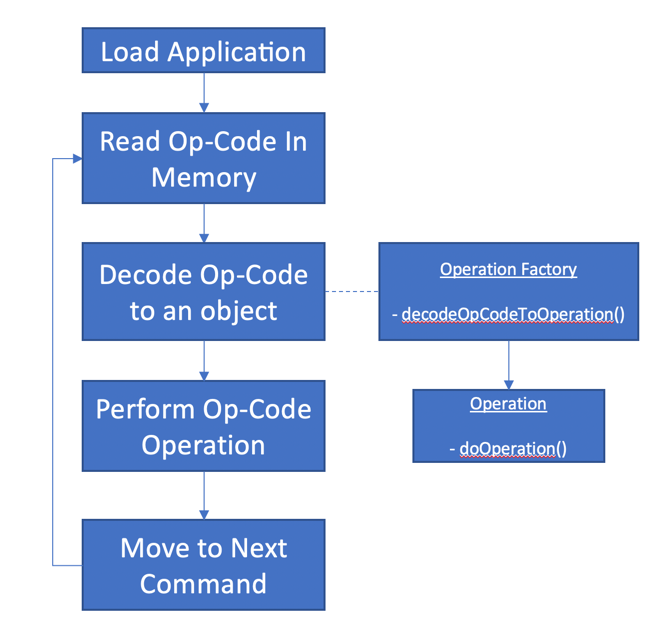 Load Application
Read Op-Code In
Memory
Decode Op-Code
to an object
Operation Factory
- decodeOpCodeToOperation()
Perform Op-Code
Operation
Operation
- doOperation()
Move to Next
Command